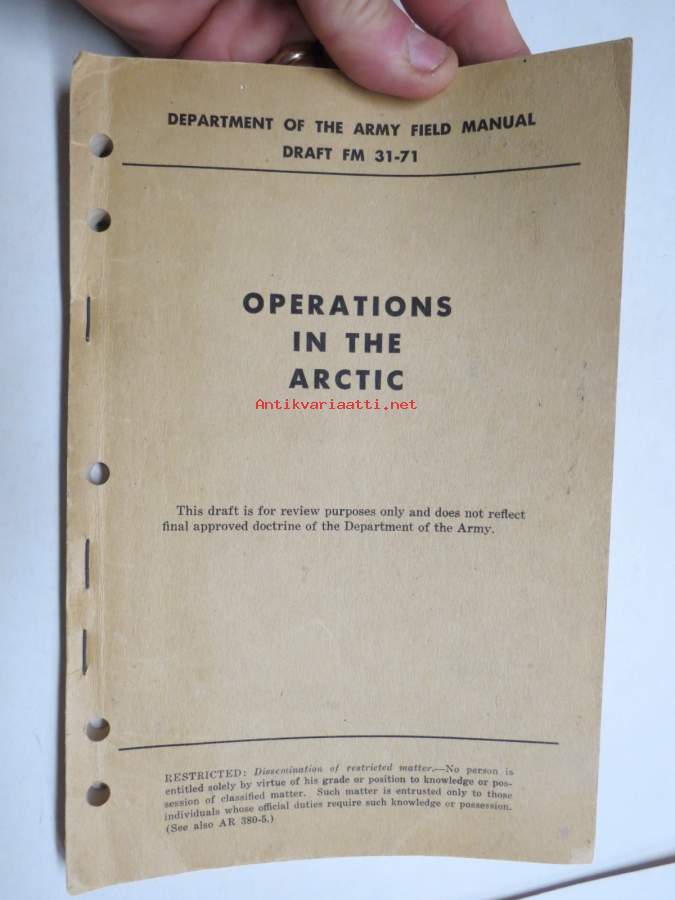 DEPARTMENT OF THE ARMY FIELD MANUAL
DRAFT FM 31-71
OPERATIONS
IN THE
ARCTIC
Antikvariaatti.net
This draft is for review purposes only and does not reflect
final approved doctrine of the Department of the Army.
RESTRICTED: Dissemination of restricted matter.—No person is
entitled solely by virtue of his grade or position to knowledge or pos-
session of classified matter. Such matter is entrusted only to those
individuals whose official duties require such knowledge or possession.
(See also AR 380-5.)